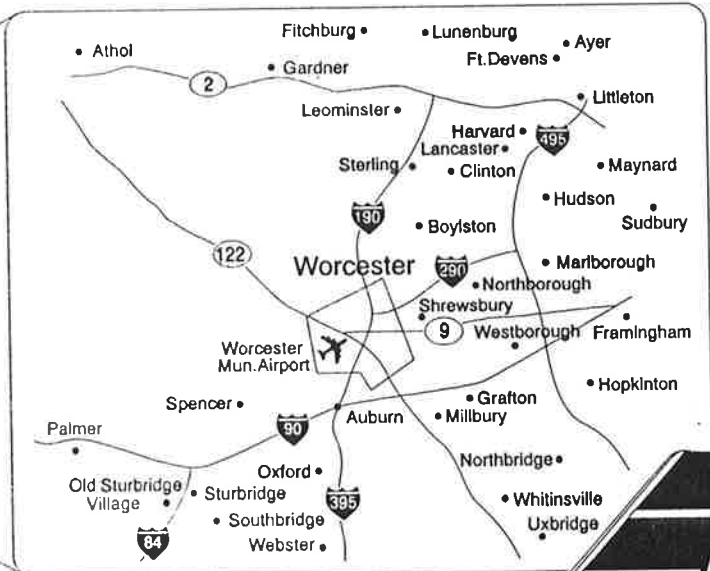 Fitchburg
Lunenburg
Athol
Ayer
Ft.Devens
Gardner
2
Littleton
Leominster
Harvard
495
Lancaster
Sterling
Clinton
Maynard
Hudson
190
Sudbury
Boylston
122
Worcester
290
Marlborough
Northborough
Shrewsbury
9
Westborough
Framingham
Worcester
Mun.Airport
Hopkinton
Spencer
Grafton
Auburn
Millbury
Palmer
90
Northbridge
Oxford
Old Sturbridge
Village
Sturbridge
395
Whitinsville
Southbridge
Uxbridge
84
Webster